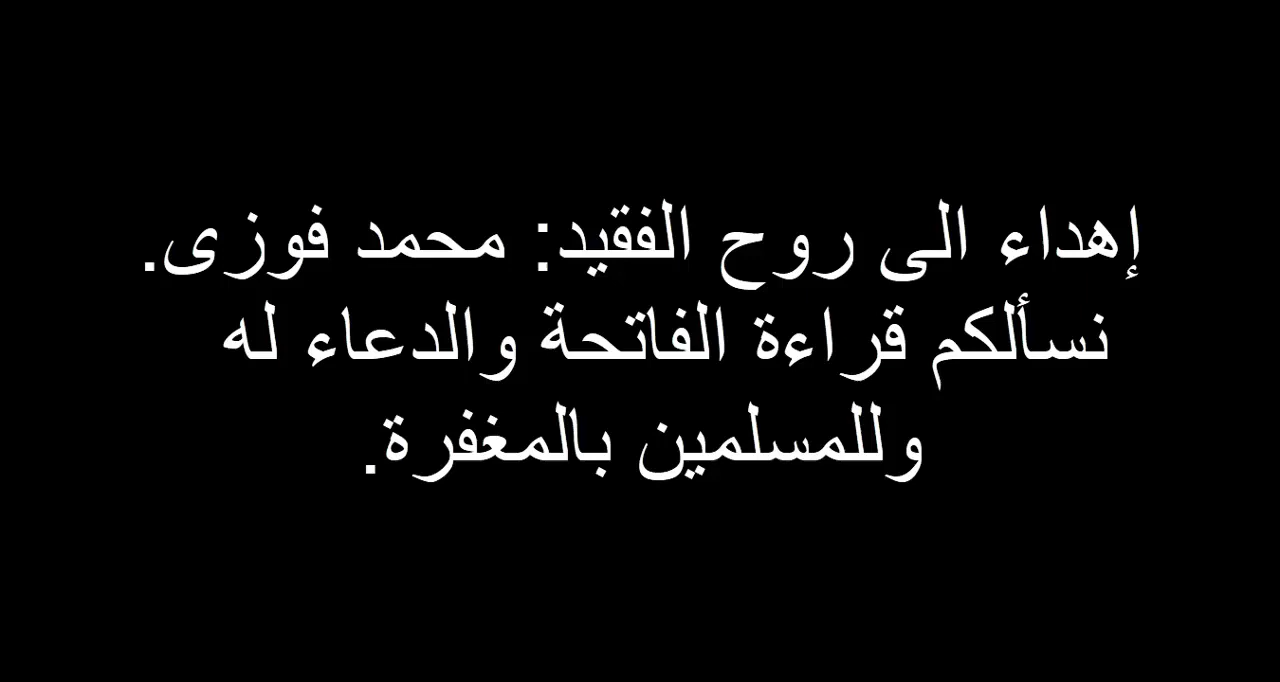 إهداء الى روح الفقيد: محمد فوزى.
نسألكم قراءة الفاتحة والدعاء له
وللمسلمين بالمغفرة.